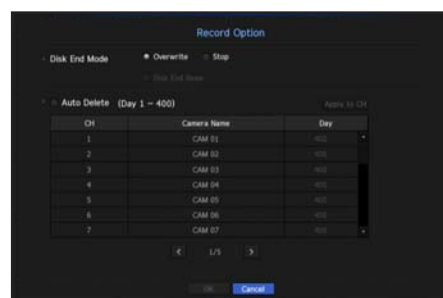 Record Option
Disk End Mode Overwrite Stop
Disk End Beep
Auto Delete (Day 1 ~ 400) Apply to CH
CH Camera Name Day
1 CAM 01 400
2 CAM 02 400
3 CAM 03 400
4 CAM 04 400
5 CAM 05 400
6 CAM 06 400
7 CAM 07 400
< 1/5 >
OK Cancel